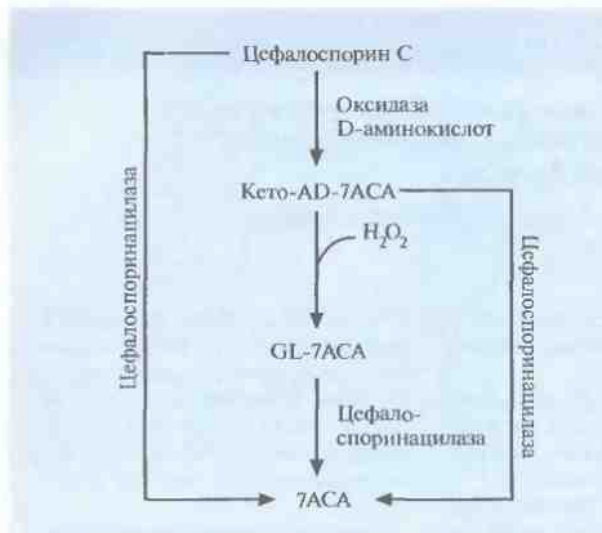 Цефалоспорин C
Оксидаза
D-аминокислот
Кето-AD-7ACA
H₂O₂
Цефалоспоринацилаза
Цефалоспоринацилаза
GL-7ACA
Цефало-
споринацилаза
7ACA